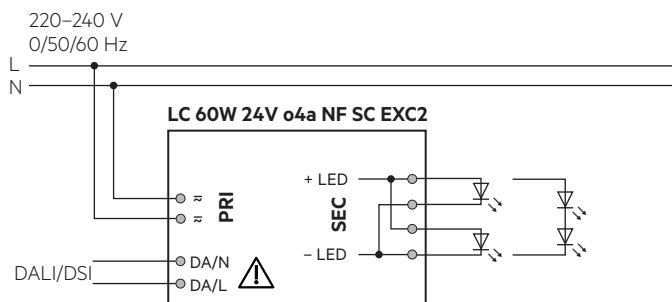 220–240 V
0/50/60 Hz
L
N
LC 60W 24V o4a NF SC EXC2
+ LED
≂
PRI
≂
SEC
– LED
DALI/DSI
DA/N
DA/L